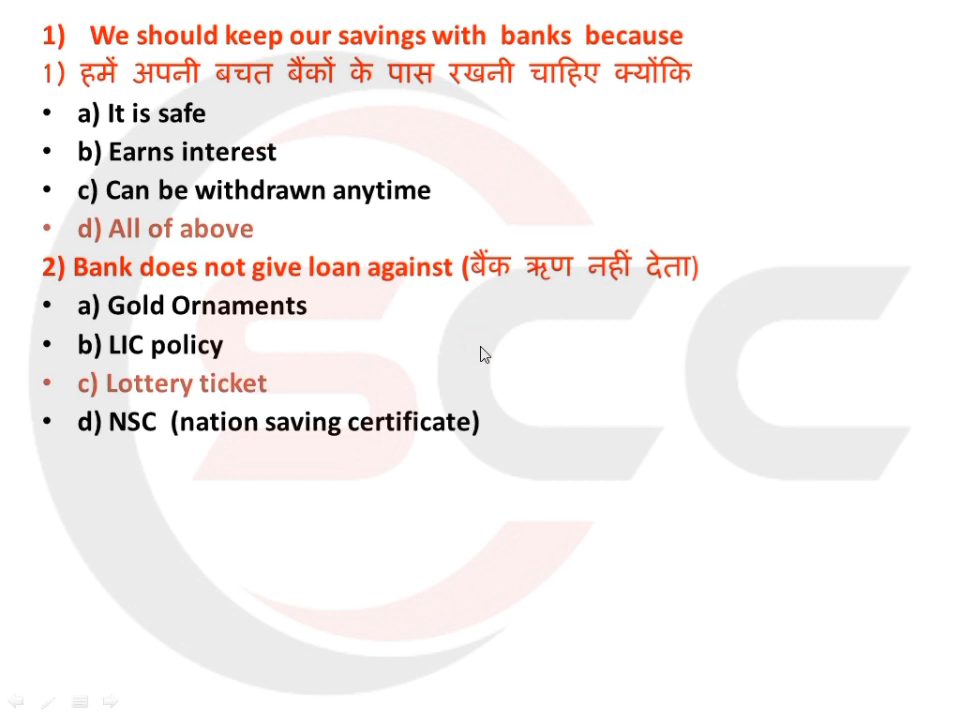 1) We should keep our savings with banks because
1) हमें अपनी बचत बैंकों के पास रखनी चाहिए क्योंकि
• a) It is safe
• b) Earns interest
• c) Can be withdrawn anytime
• d) All of above
2) Bank does not give loan against (बैंक ऋण नहीं देता)
• a) Gold Ornaments
• b) LIC policy
• c) Lottery ticket
• d) NSC (nation saving certificate)
SCC